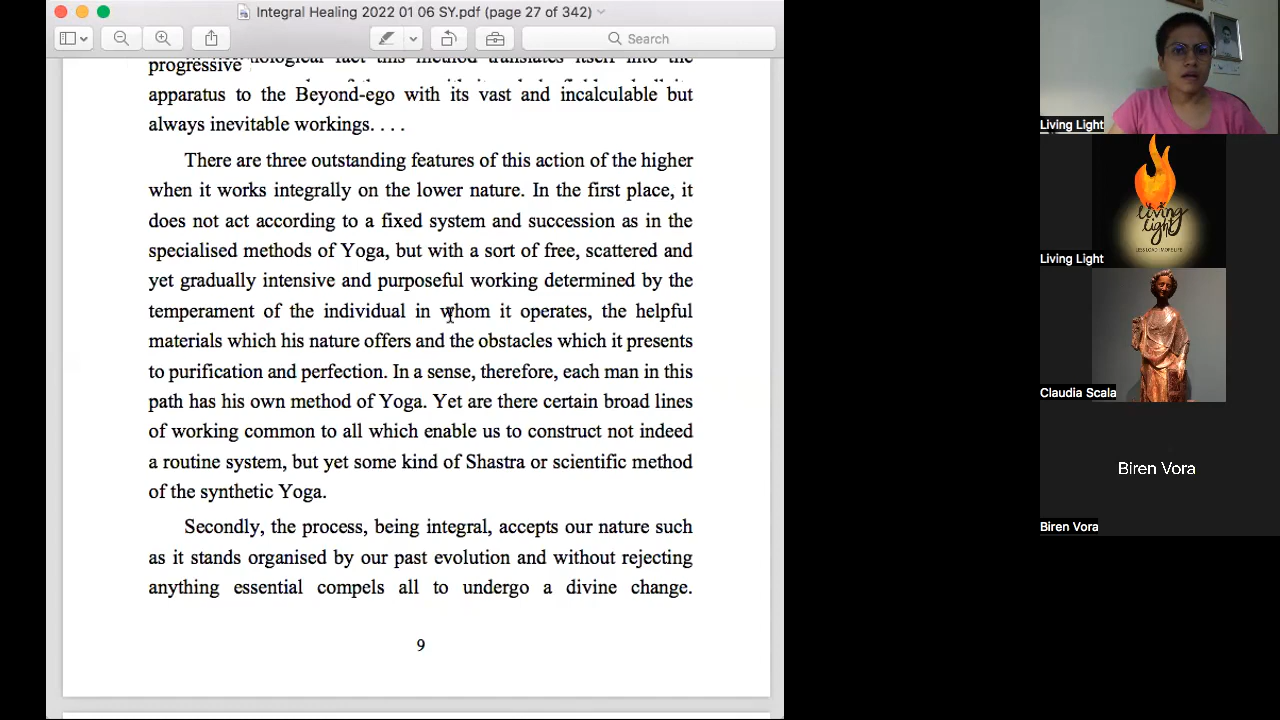 Integral Healing 2022 01 06 SY.pdf (page 27 of 342)
Search
progressive
apparatus to the Beyond-ego with its vast and incalculable but
always inevitable workings. . . .
There are three outstanding features of this action of the higher
when it works integrally on the lower nature. In the first place, it
does not act according to a fixed system and succession as in the
specialised methods of Yoga, but with a sort of free, scattered and
yet gradually intensive and purposeful working determined by the
temperament of the individual in whom it operates, the helpful
materials which his nature offers and the obstacles which it presents
to purification and perfection. In a sense, therefore, each man in this
path has his own method of Yoga. Yet are there certain broad lines
of working common to all which enable us to construct not indeed
a routine system, but yet some kind of Shastra or scientific method
of the synthetic Yoga.
Secondly, the process, being integral, accepts our nature such
as it stands organised by our past evolution and without rejecting
anything essential compels all to undergo a divine change.
9
Living Light
living
light
Living Light
Claudia Scala
Biren Vora
Biren Vora